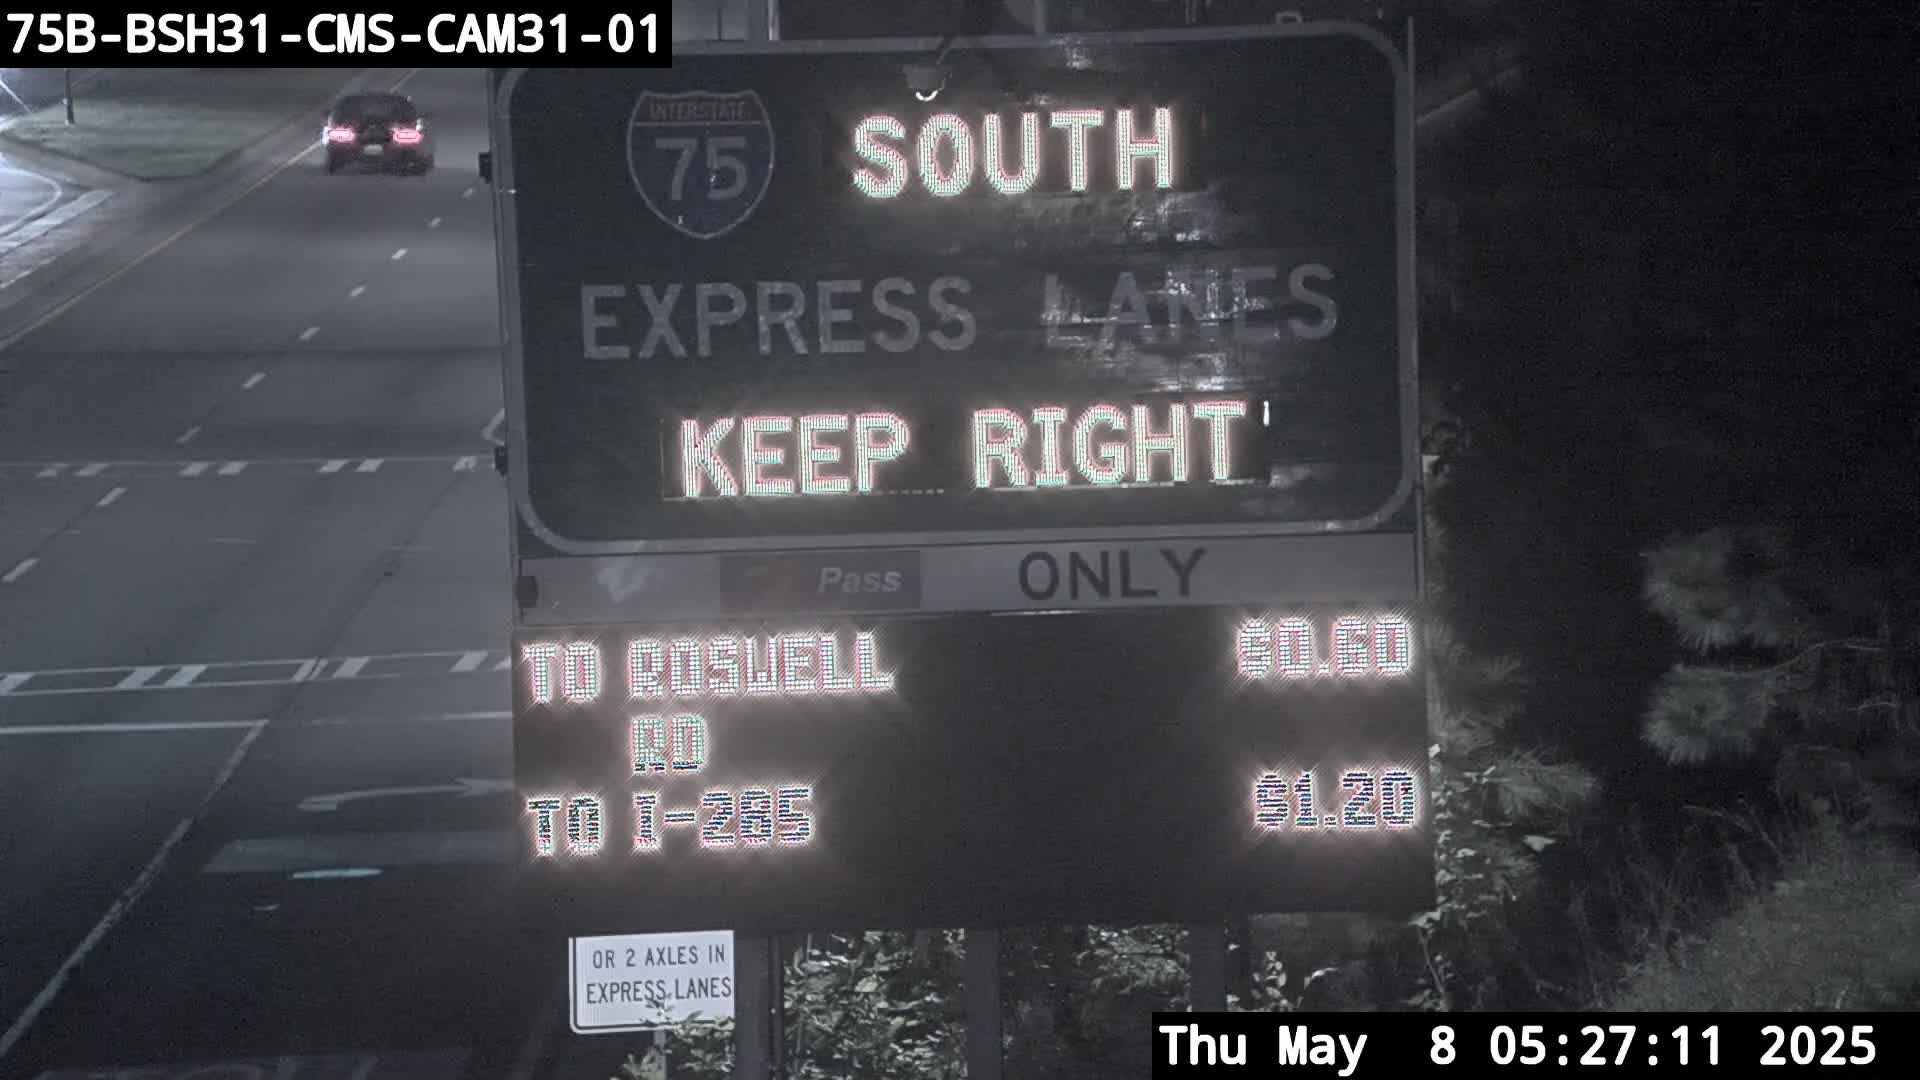 75B-BSH31-CMS-CAM31-01
INTERSTATE
75
SOUTH
EXPRESS LANES
KEEP RIGHT
Pass ONLY
TO ROSWELL $0.60
RD
TO I-285 $1.20
OR 2 AXLES IN
EXPRESS LANES
Thu May 8 05:27:11 2025